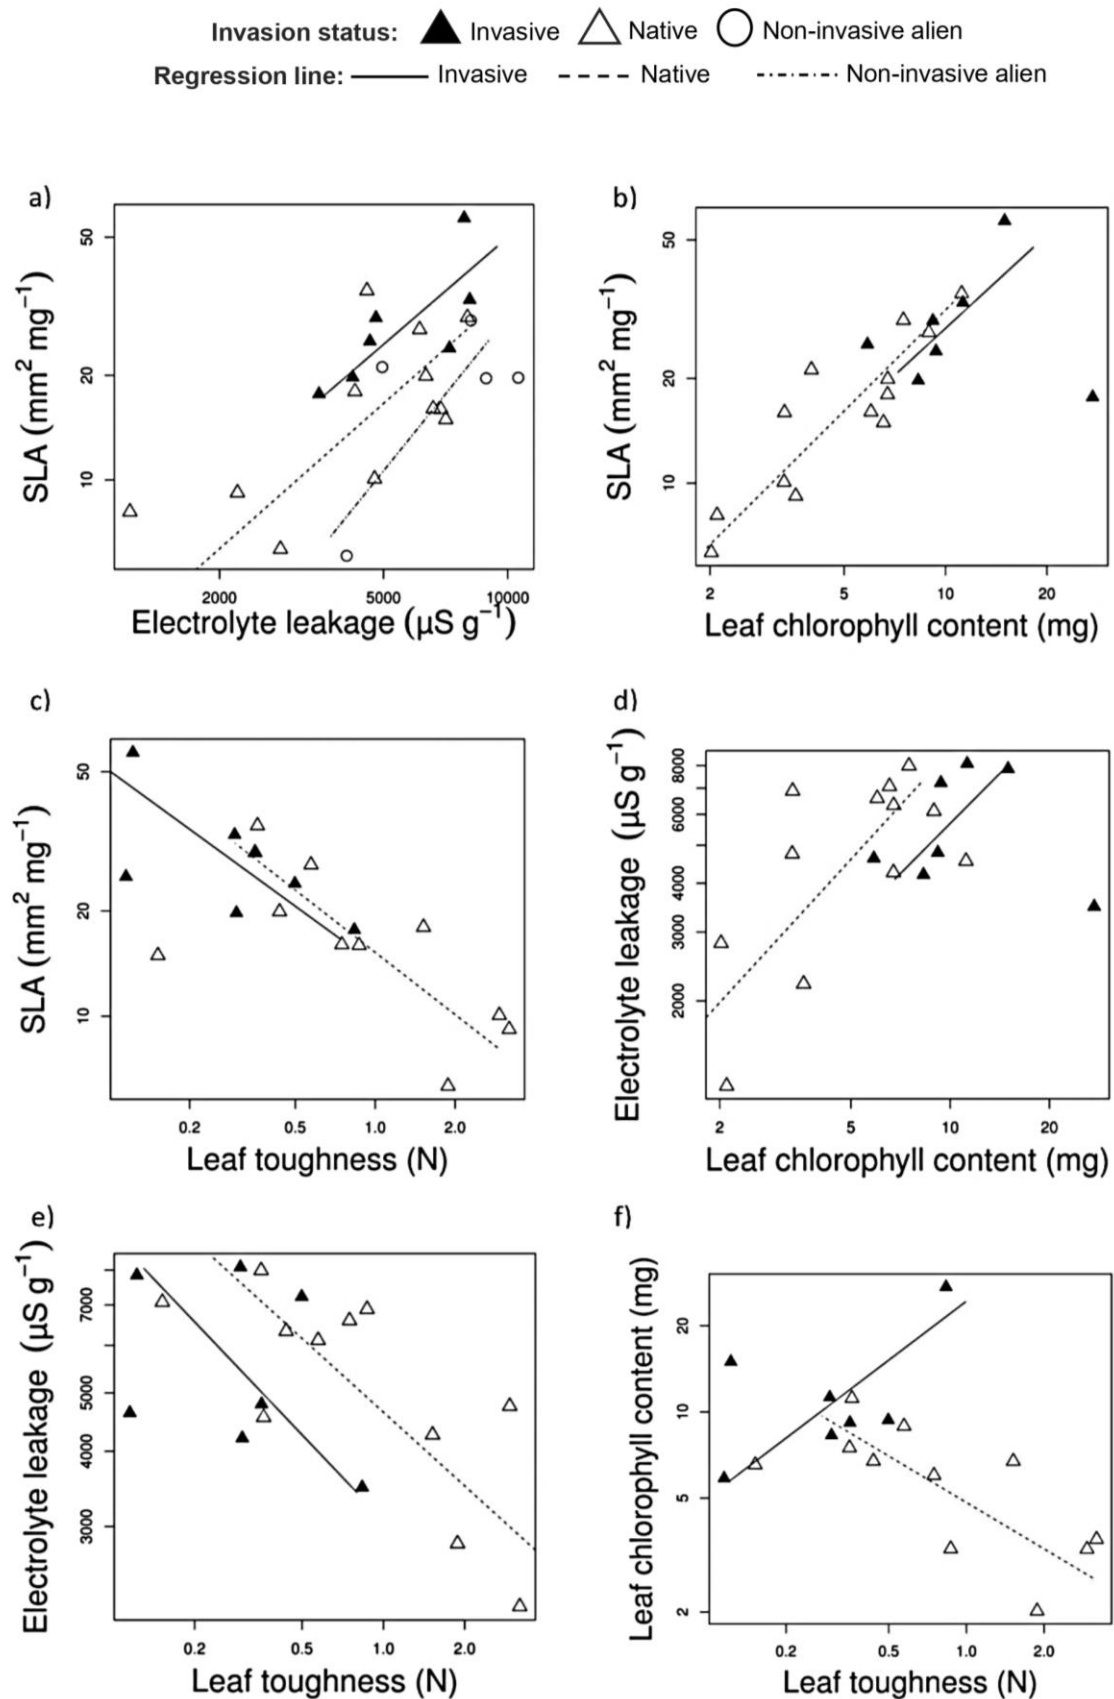 Invasion status: Invasive Native Non-invasive alien
Regression line: Invasive Native Non-invasive alien
a)
50
20
10
SLA (mm² mg⁻¹)
2000 5000 10000
Electrolyte leakage (µS g⁻¹)
b)
50
20
10
SLA (mm² mg⁻¹)
2 5 10 20
Leaf chlorophyll content (mg)
c)
50
20
10
SLA (mm² mg⁻¹)
0.2 0.5 1.0 2.0
Leaf toughness (N)
d)
8000
6000
4000
3000
2000
Electrolyte leakage (µS g⁻¹)
2 5 10 20
Leaf chlorophyll content (mg)
e)
7000
5000
4000
3000
Electrolyte leakage (µS g⁻¹)
0.2 0.5 1.0 2.0
Leaf toughness (N)
f)
20
10
5
2
Leaf chlorophyll content (mg)
0.2 0.5 1.0 2.0
Leaf toughness (N)